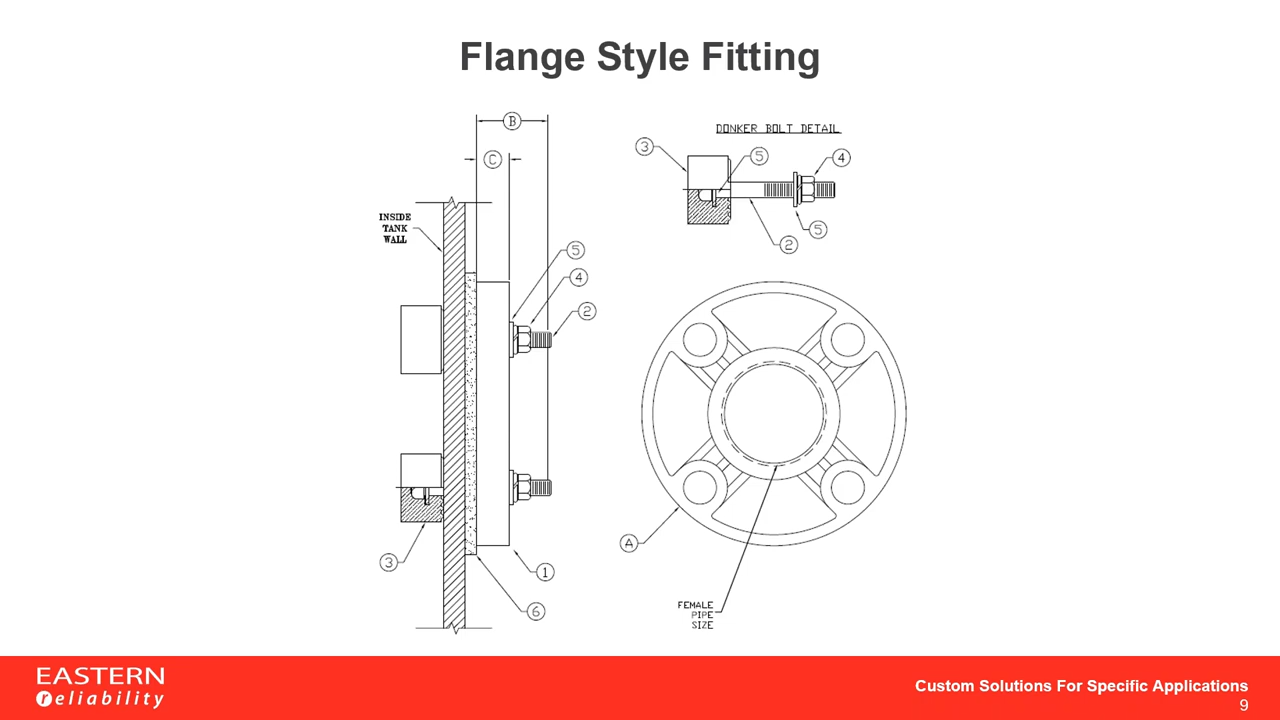 Flange Style Fitting
B
C
INSIDE
TANK
WALL
5
4
2
3
1
6
DONKER BOLT DETAIL
3
5
4
5
2
A
FEMALE
PIPE
SIZE
EASTERN
reliability
Custom Solutions For Specific Applications
9